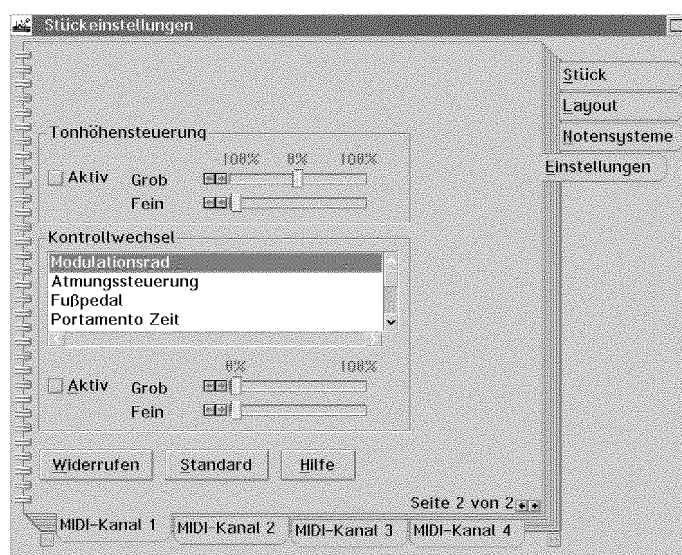 Stückeinstellungen
Stück
Layout
Notensysteme
Einstellungen
Tonhöhensteuerung
100% 0% 100%
Aktiv Grob
Fein
Kontrollwechsel
Modulationsrad
Atmungssteuerung
Fußpedal
Portamento Zeit
0% 100%
Aktiv Grob
Fein
Widerrufen Standard Hilfe
Seite 2 von 2
MIDI-Kanal 1 MIDI-Kanal 2 MIDI-Kanal 3 MIDI-Kanal 4